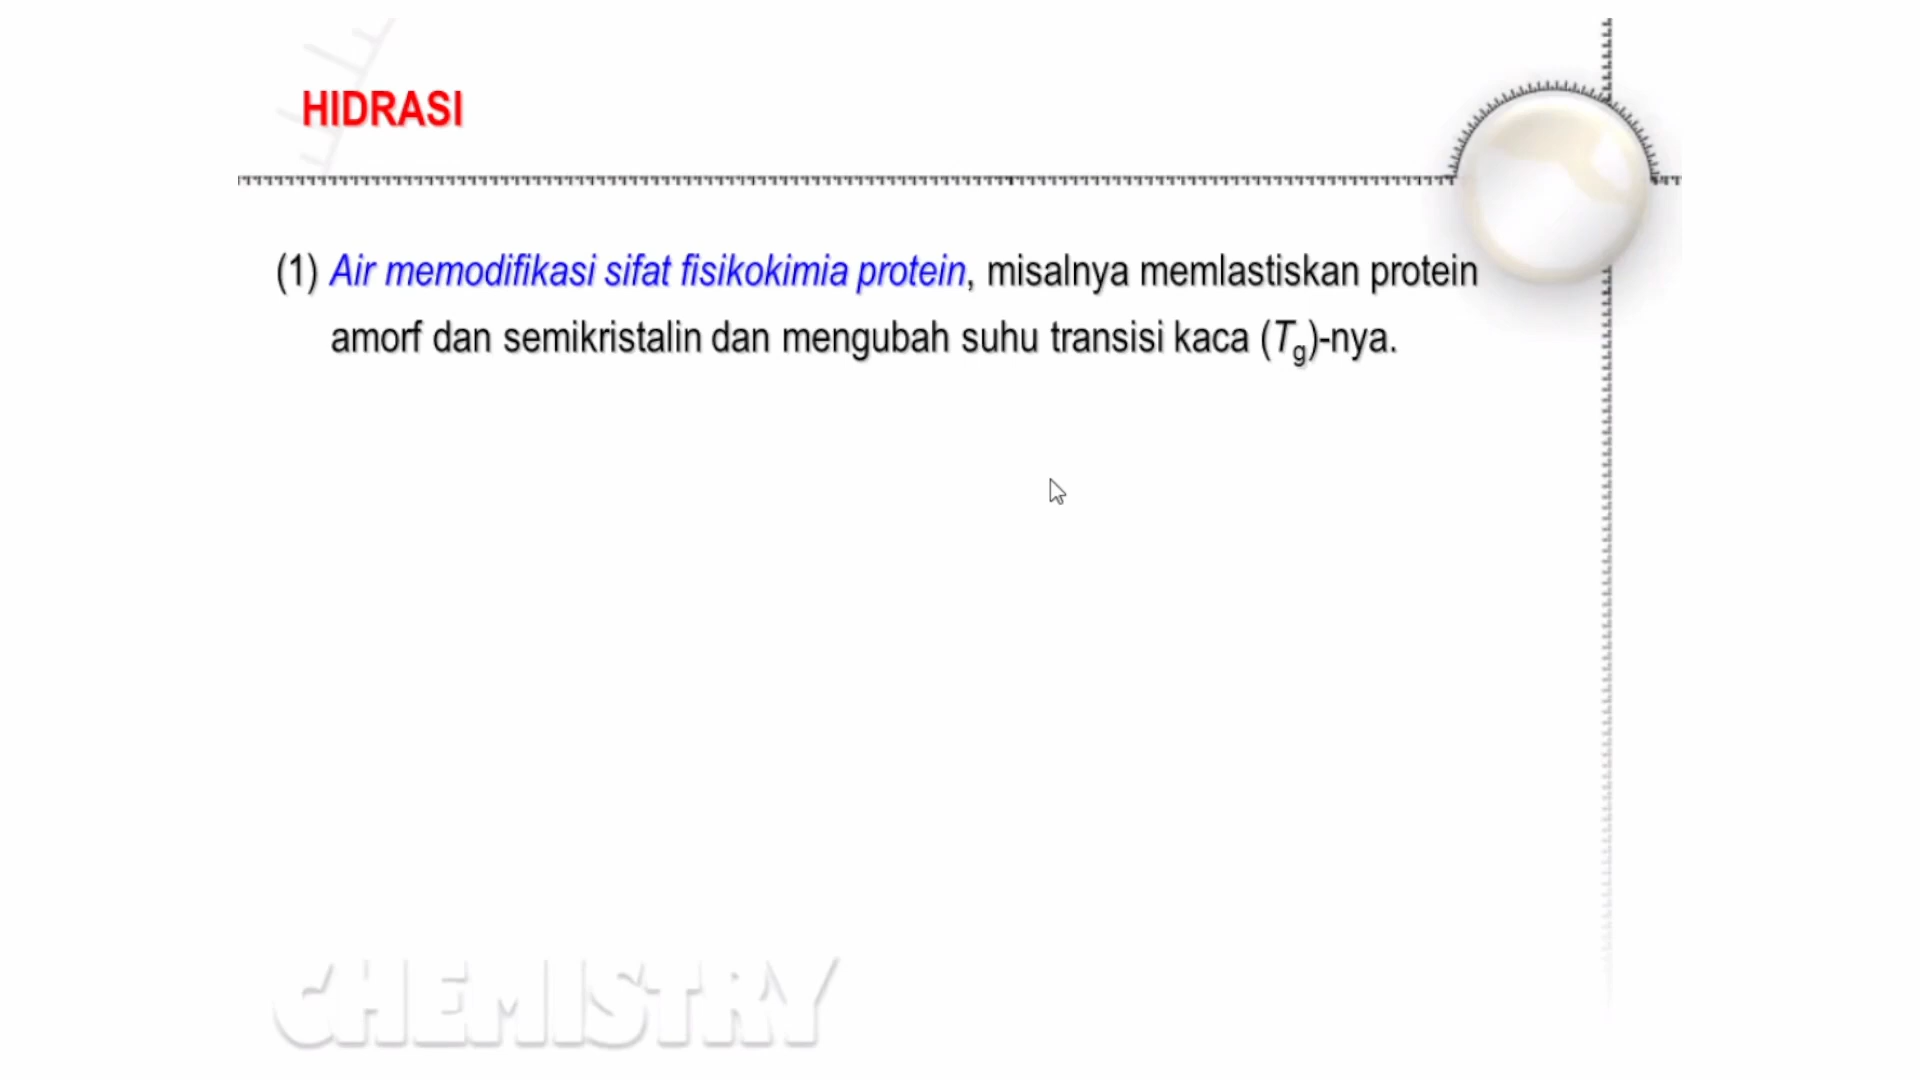 HIDRASI
(1) Air memodifikasi sifat fisikokimia protein, misalnya memlastiskan protein
amorf dan semikristalin dan mengubah suhu transisi kaca (Tg)-nya.
CHEMISTRY